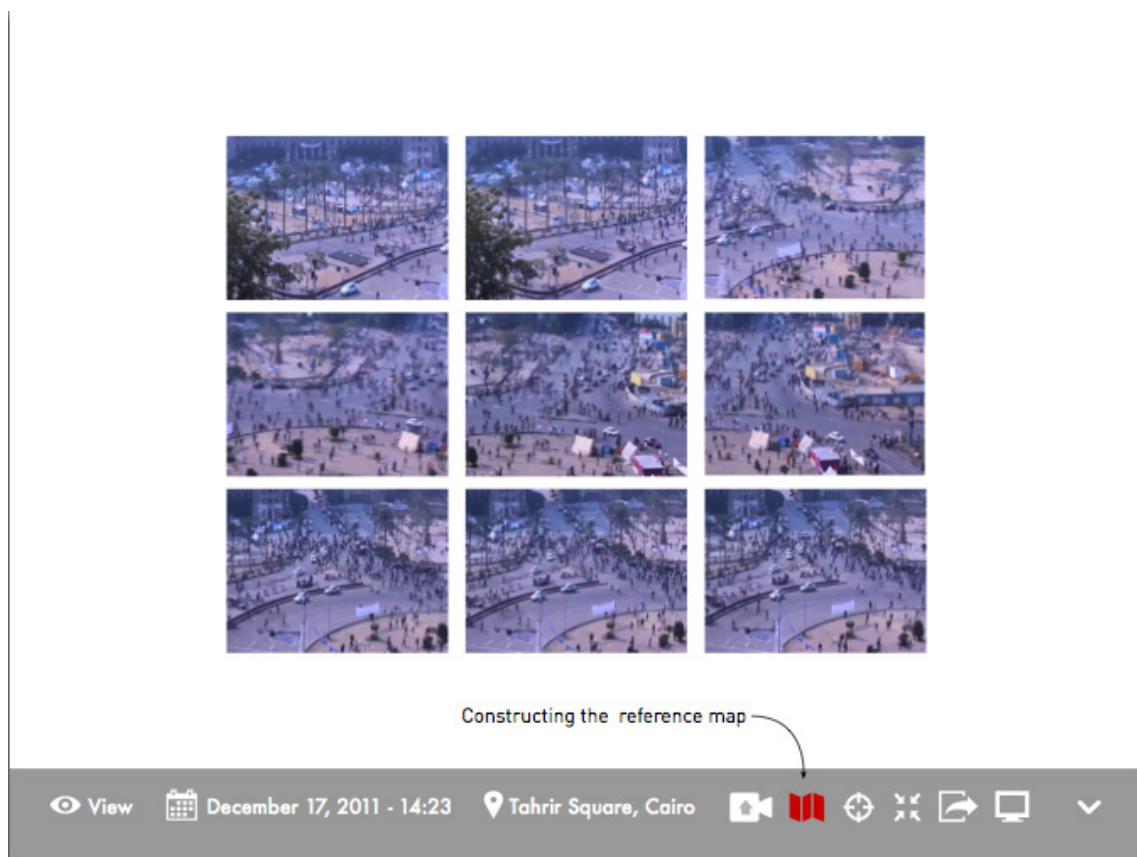 Constructing the reference map
View
December 17, 2011 - 14:23
Tahrir Square, Cairo